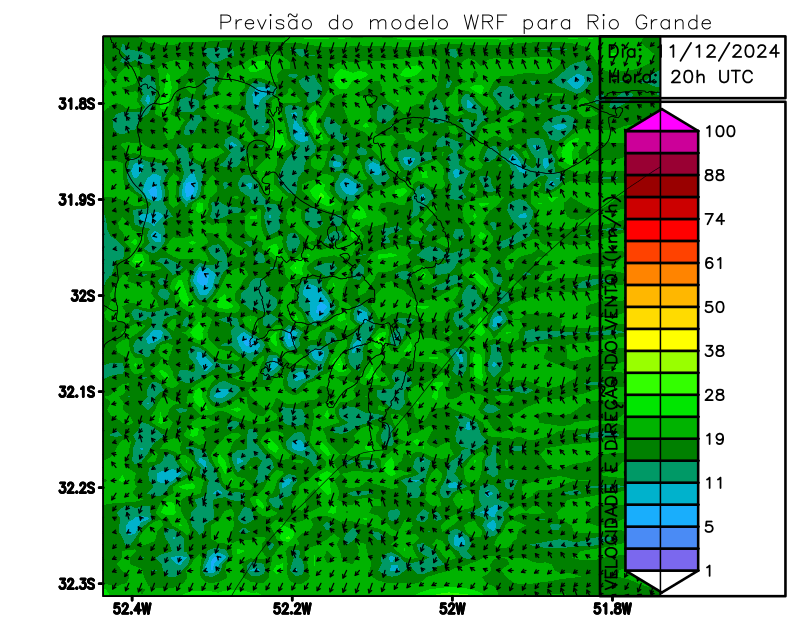 Previsão do modelo WRF para Rio Grande
Dia: 11/12/2024
Hora: 20h UTC
31.8S
31.9S
32S
32.1S
32.2S
32.3S
52.4W
52.2W
52W
51.8W
VELOCIDADE E DIREÇÃO DO VENTO (km/h)
100
88
74
61
50
38
28
19
11
5
1